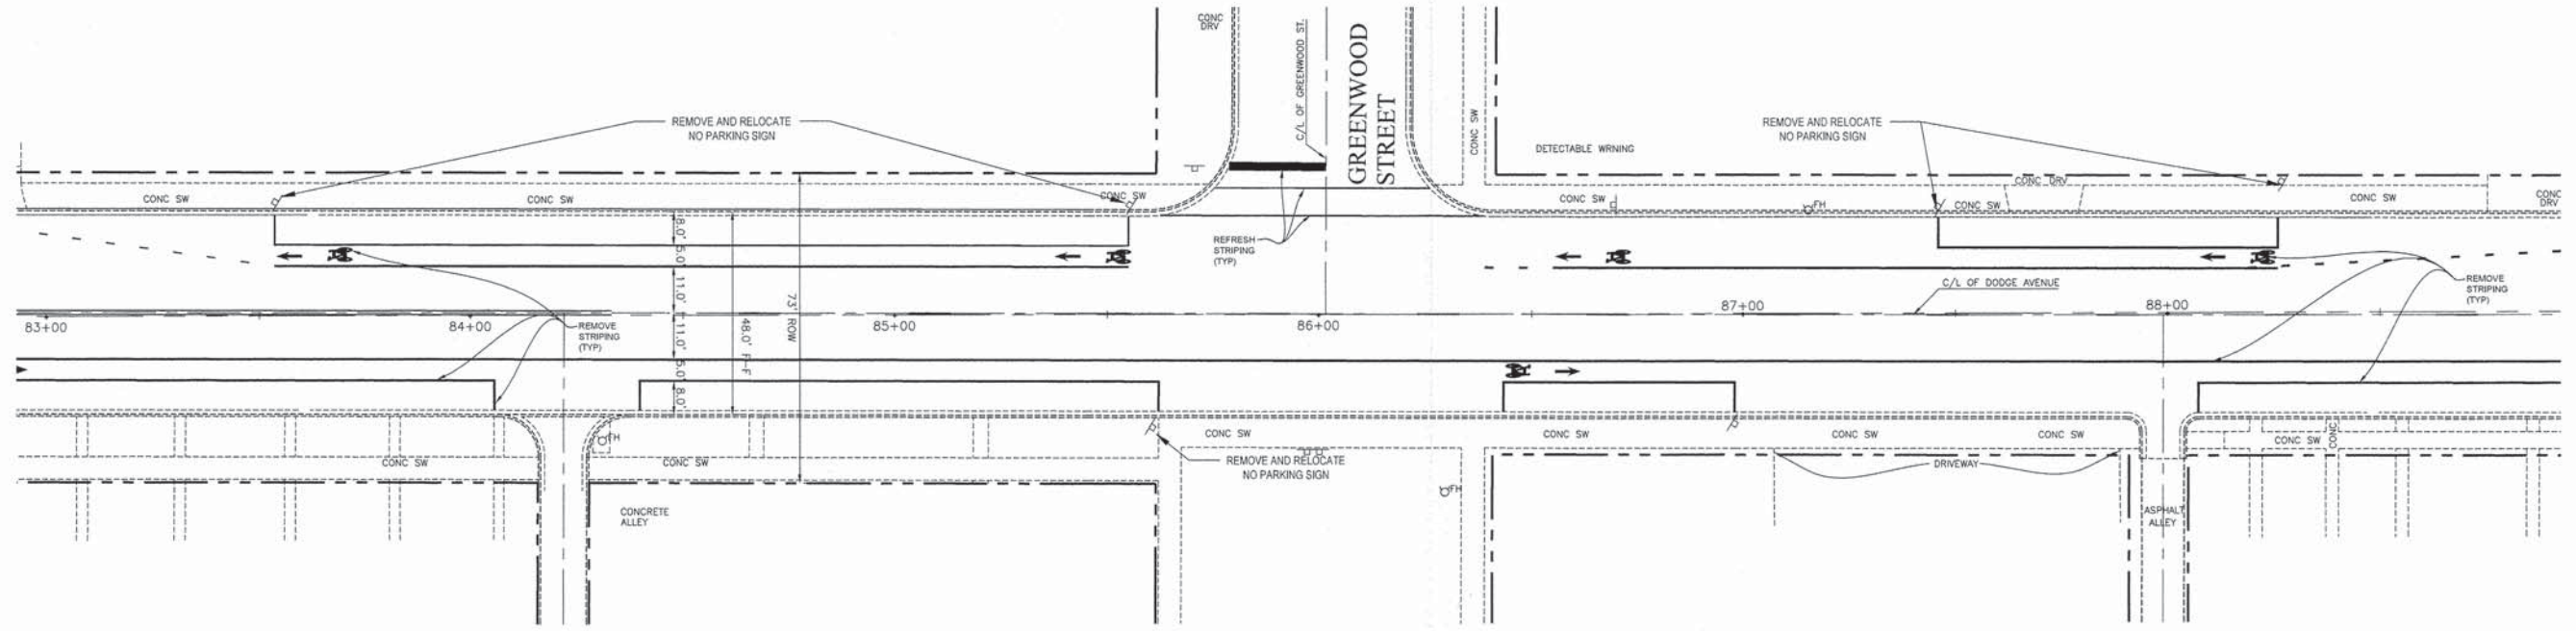 CONC
DRV
C/L OF GREENWOOD ST.
GREENWOOD
STREET
CONC SW
REMOVE AND RELOCATE
NO PARKING SIGN
REMOVE AND RELOCATE
NO PARKING SIGN
DETECTABLE WRNING
CONC SW
CONC SW
CONC SW
CONC SW
FH
CONC SW
CONC DRV
CONC SW
CONC
DRV
8.0'
5.0'
11.0'
11.0'
5.0'
8.0'
48.0' F-F
73' ROW
REFRESH
STRIPING
(TYP)
C/L OF DODGE AVENUE
REMOVE
STRIPING
(TYP)
83+00
84+00
85+00
86+00
87+00
88+00
REMOVE
STRIPING
(TYP)
FH
CONC SW
CONC SW
CONC SW
CONC SW
CONC SW
CONC SW
CONC SW
CONC
REMOVE AND RELOCATE
NO PARKING SIGN
FH
DRIVEWAY
CONCRETE
ALLEY
ASPHALT
ALLEY